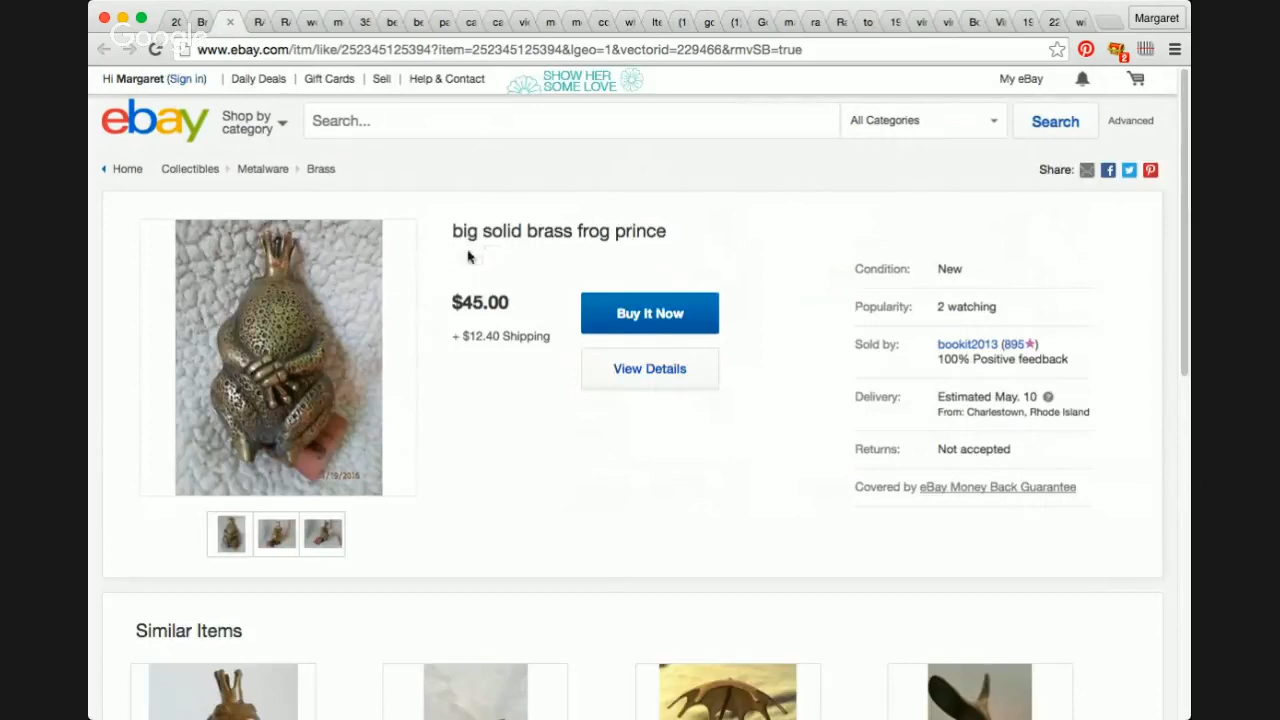 Google
Margaret
www.ebay.com/itm/like/252345125394?item=252345125394&lgeo=1&vectorid=229466&rmvSB=true
2
Hi Margaret (Sign in) | Daily Deals | Gift Cards | Sell | Help & Contact
SHOW HER
SOME LOVE
My eBay
ebay
Shop by
category
Search...
All Categories
Search
Advanced
Home
Collectibles
Metalware
Brass
Share:
big solid brass frog prince
$45.00
Buy It Now
+ $12.40 Shipping
View Details
Condition: New
Popularity: 2 watching
Sold by: bookit2013 (895)
100% Positive feedback
Delivery: Estimated May. 10
From: Charlestown, Rhode Island
Returns: Not accepted
Covered by eBay Money Back Guarantee
Similar Items